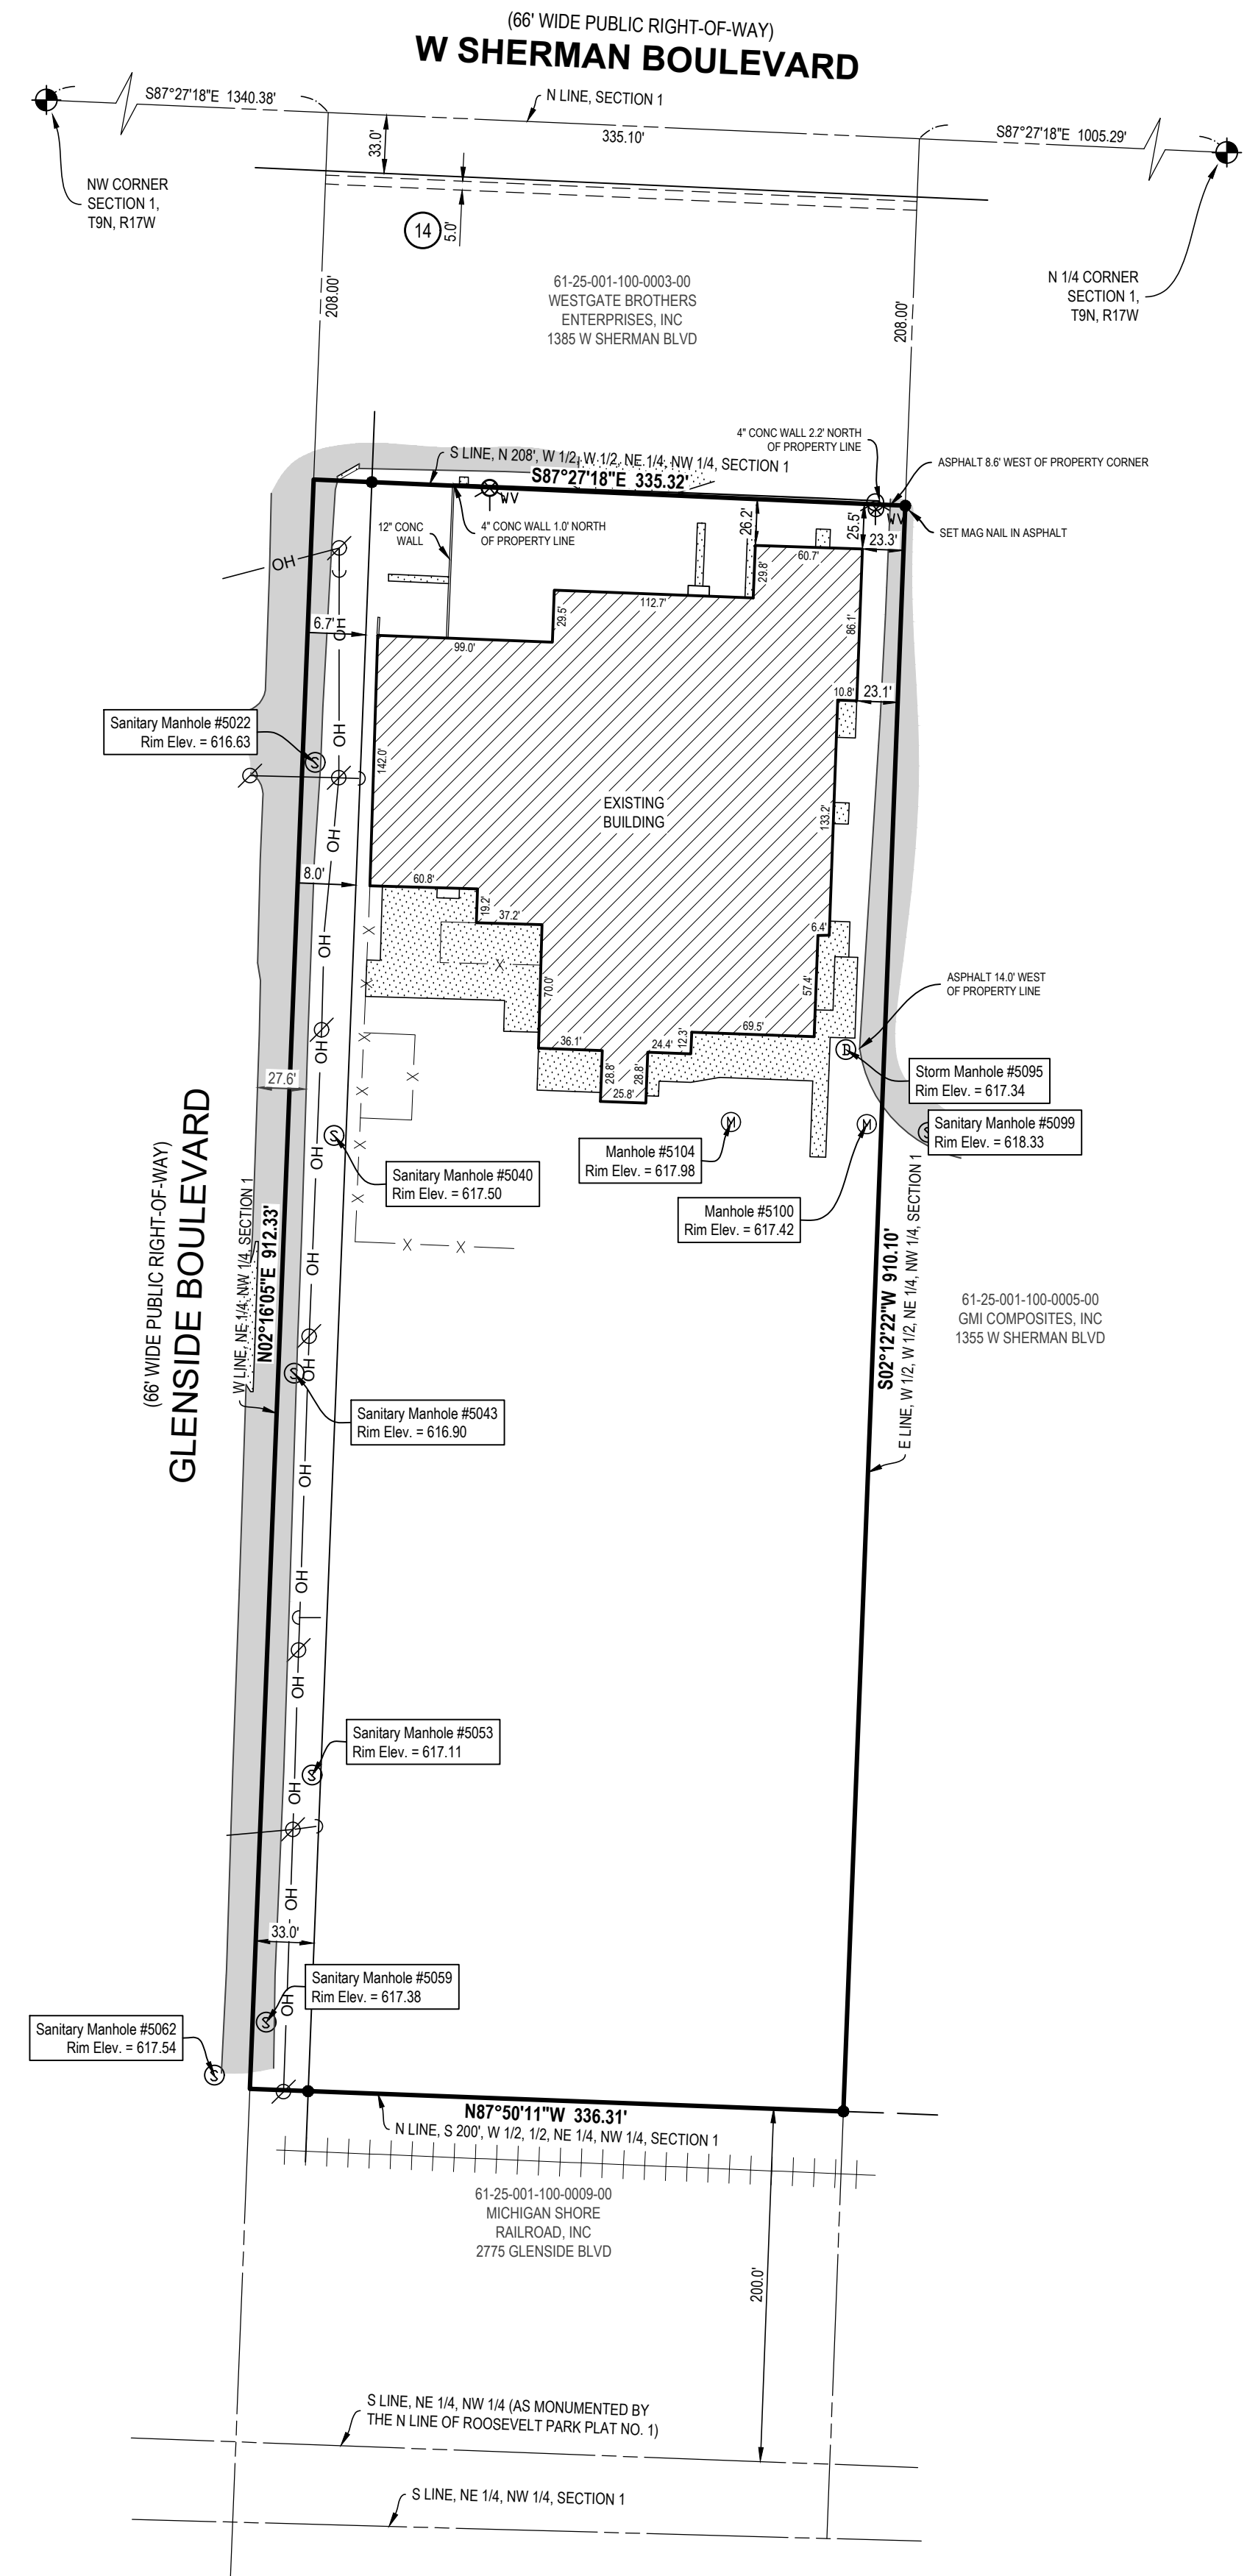 (66' WIDE PUBLIC RIGHT-OF-WAY)
W SHERMAN BOULEVARD
S87°27'18"E 1340.38'
N LINE, SECTION 1
335.10'
S87°27'18"E 1005.29'
33.0'
NW CORNER
SECTION 1,
T9N, R17W
14
5.0'
N 1/4 CORNER
SECTION 1,
T9N, R17W
208.00'
208.00'
61-25-001-100-0003-00
WESTGATE BROTHERS
ENTERPRISES, INC
1385 W SHERMAN BLVD
4" CONC WALL 2.2' NORTH
OF PROPERTY LINE
S LINE, N 208', W 1/2, W 1/2, NE 1/4, NW 1/4, SECTION 1
S87°27'18"E 335.32'
ASPHALT 8.6' WEST OF PROPERTY CORNER
WV
WV
12" CONC
WALL
4" CONC WALL 1.0' NORTH
OF PROPERTY LINE
26.2'
25.5'
23.3'
SET MAG NAIL IN ASPHALT
OH
60.7'
29.8'
112.7'
29.5'
86.1'
6.7'
OH
99.0'
10.8'
23.1'
Sanitary Manhole #5022
Rim Elev. = 616.63
OH
142.0'
EXISTING
BUILDING
133.2'
OH
8.0'
60.8'
19.2'
37.2'
6.4'
X
OH
X
70.0'
57.4'
ASPHALT 14.0' WEST
OF PROPERTY LINE
X
X
69.5'
12.3'
24.4'
36.1'
OH
28.8'
28.8'
25.8'
27.6'
X
X
Storm Manhole #5095
Rim Elev. = 617.34
D
Sanitary Manhole #5099
Rim Elev. = 618.33
S
M
M
Manhole #5104
Rim Elev. = 617.98
X
OH
Sanitary Manhole #5040
Rim Elev. = 617.50
X
Manhole #5100
Rim Elev. = 617.42
X
X
OH
(66' WIDE PUBLIC RIGHT-OF-WAY)
GLENSIDE BOULEVARD
W LINE, NE 1/4, NW 1/4, SECTION 1
N02°16'05"E 912.33'
S02°12'22"W 910.10'
E LINE, W 1/2, W 1/2, NE 1/4, NW 1/4, SECTION 1
61-25-001-100-0005-00
GMI COMPOSITES, INC
1355 W SHERMAN BLVD
OH
Sanitary Manhole #5043
Rim Elev. = 616.90
OH
OH
OH
Sanitary Manhole #5053
Rim Elev. = 617.11
OH
OH
33.0'
Sanitary Manhole #5059
Rim Elev. = 617.38
OH
Sanitary Manhole #5062
Rim Elev. = 617.54
N87°50'11"W 336.31'
N LINE, S 200', W 1/2, 1/2, NE 1/4, NW 1/4, SECTION 1
61-25-001-100-0009-00
MICHIGAN SHORE
RAILROAD, INC
2775 GLENSIDE BLVD
200.0'
S LINE, NE 1/4, NW 1/4 (AS MONUMENTED BY
THE N LINE OF ROOSEVELT PARK PLAT NO. 1)
S LINE, NE 1/4, NW 1/4, SECTION 1